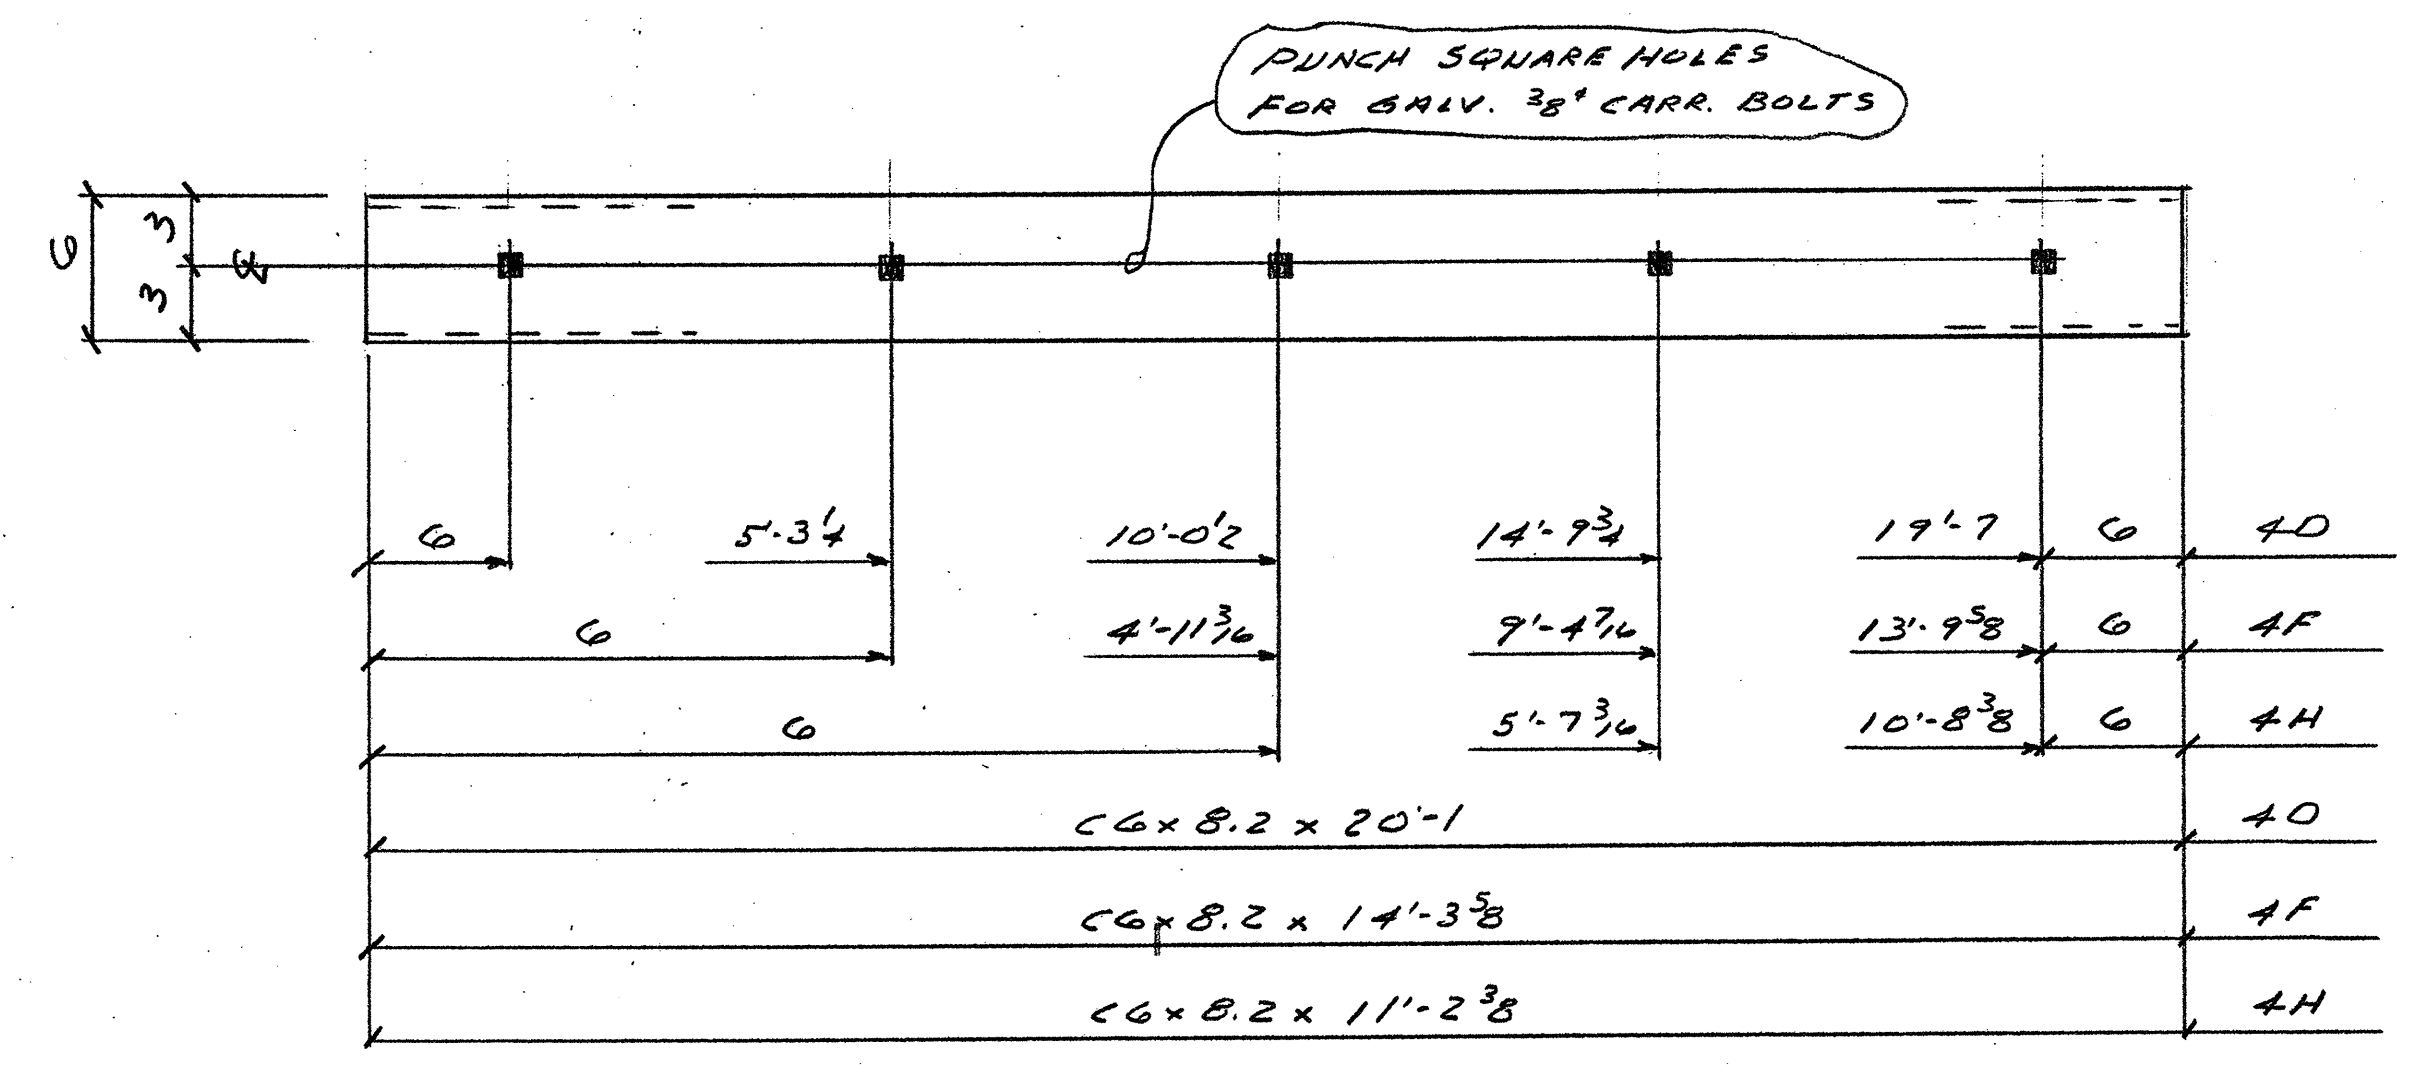 PUNCH SQUARE HOLES
FOR GALV. 3/8φ CARR. BOLTS
6
3
3
℄
6 5'-3 1/4 10'-0 1/2 14'-9 3/4 19'-7 6 4D
6 4'-11 3/16 9'-4 7/16 13'-9 5/8 6 4F
6 5'-7 3/16 10'-8 3/8 6 4H
C6 x 8.2 x 20'-1 4D
C6 x 8.2 x 14'-3 5/8 4F
C6 x 8.2 x 11'-2 3/8 4H